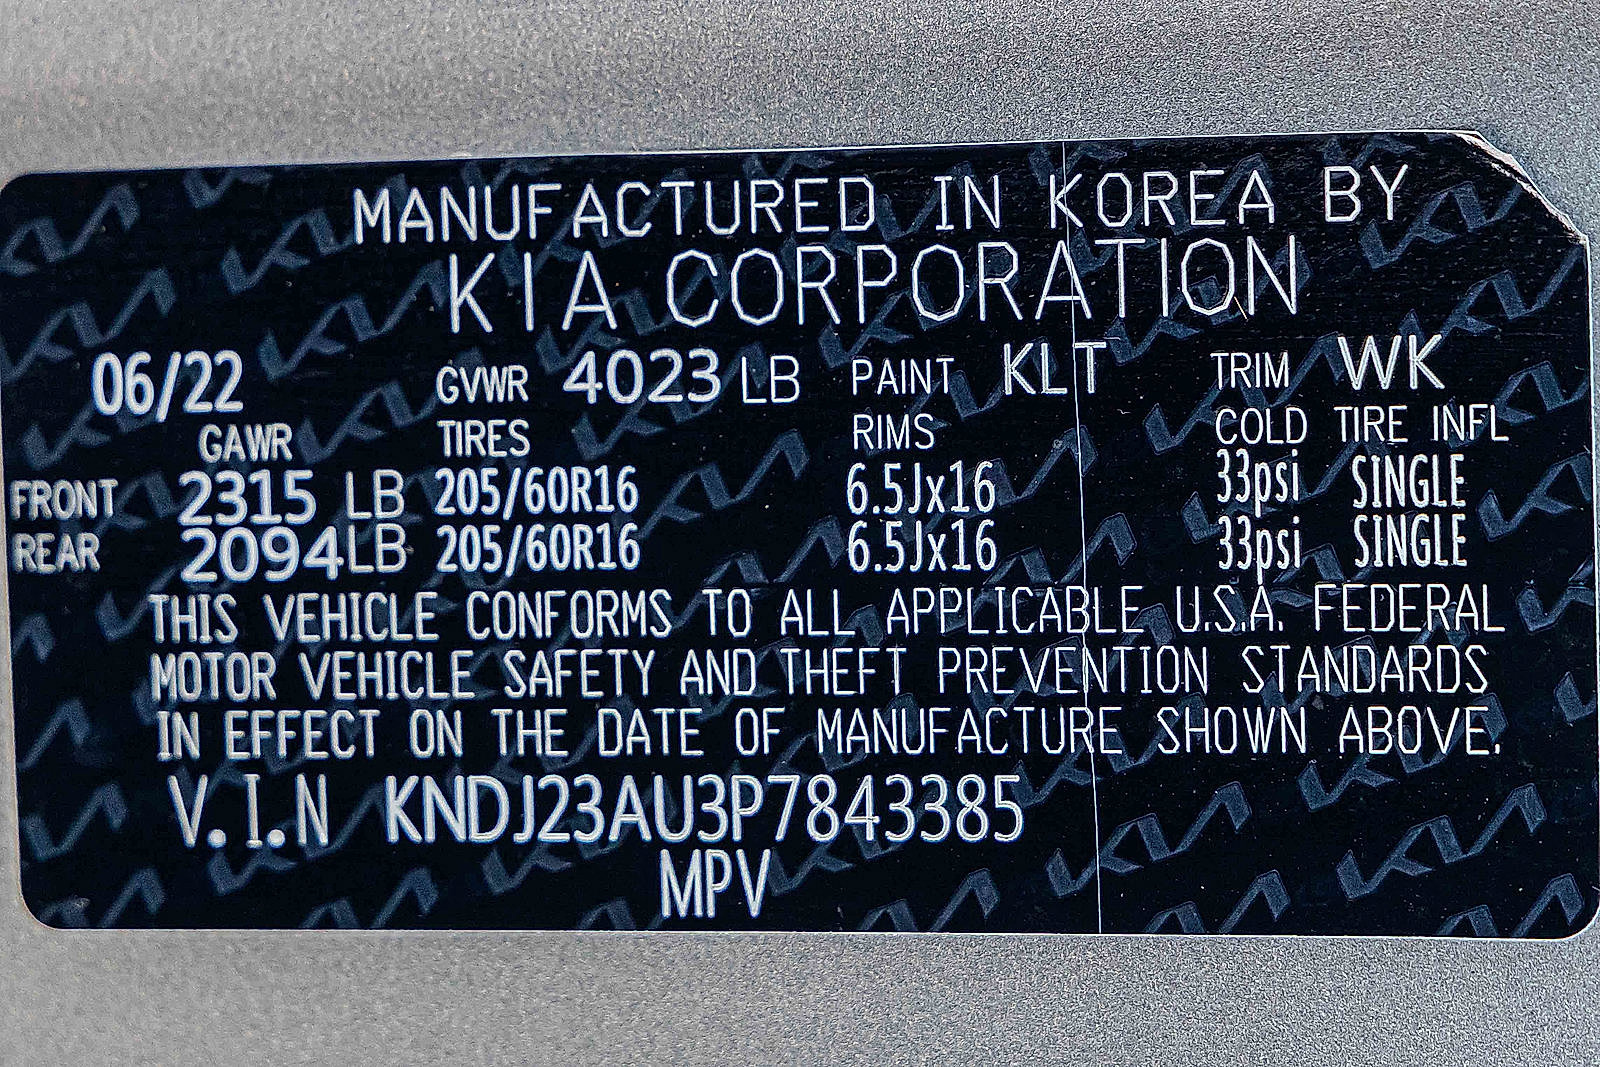 MANUFACTURED IN KOREA BY
KIA CORPORATION
06/22 GVWR 4023 LB PAINT KLT TRIM WK
GAWR TIRES RIMS COLD TIRE INFL
FRONT 2315 LB 205/60R16 6.5Jx16 33psi SINGLE
REAR 2094LB 205/60R16 6.5Jx16 33psi SINGLE
THIS VEHICLE CONFORMS TO ALL APPLICABLE U.S.A. FEDERAL
MOTOR VEHICLE SAFETY AND THEFT PREVENTION STANDARDS
IN EFFECT ON THE DATE OF MANUFACTURE SHOWN ABOVE.
V.I.N KNDJ23AU3P7843385
MPV